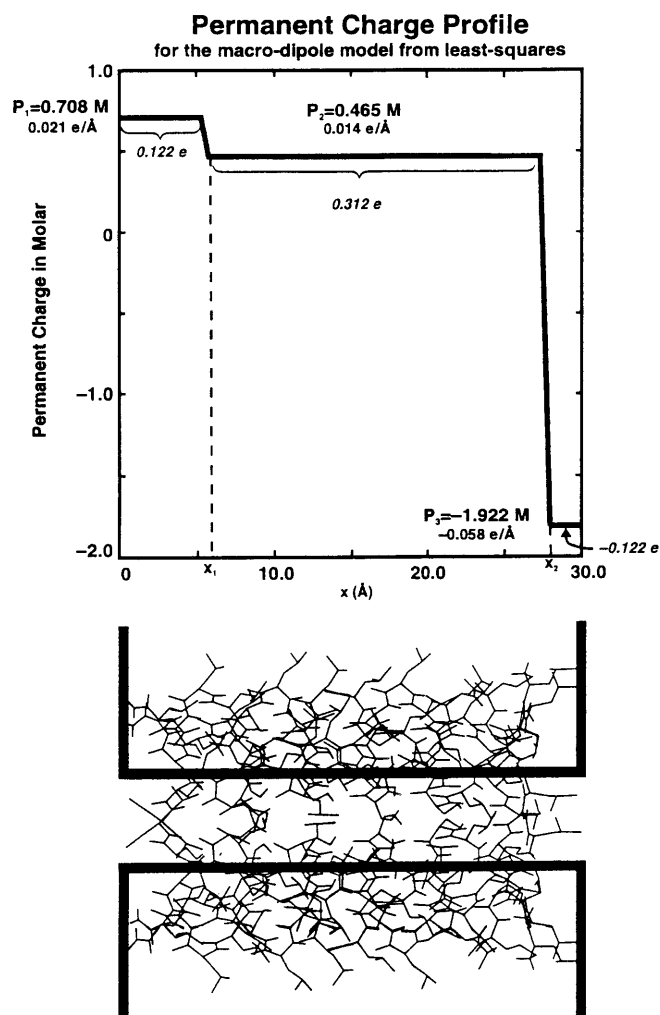 Permanent Charge Profile
for the macro-dipole model from least-squares
1.0
P₁=0.708 M
0.021 e/Å
0.122 e
P₂=0.465 M
0.014 e/Å
0.312 e
0
Permanent Charge in Molar
−1.0
P₃=−1.922 M
−0.058 e/Å
−0.122 e
−2.0
0
x₁
10.0
20.0
x₂
30.0
x (Å)